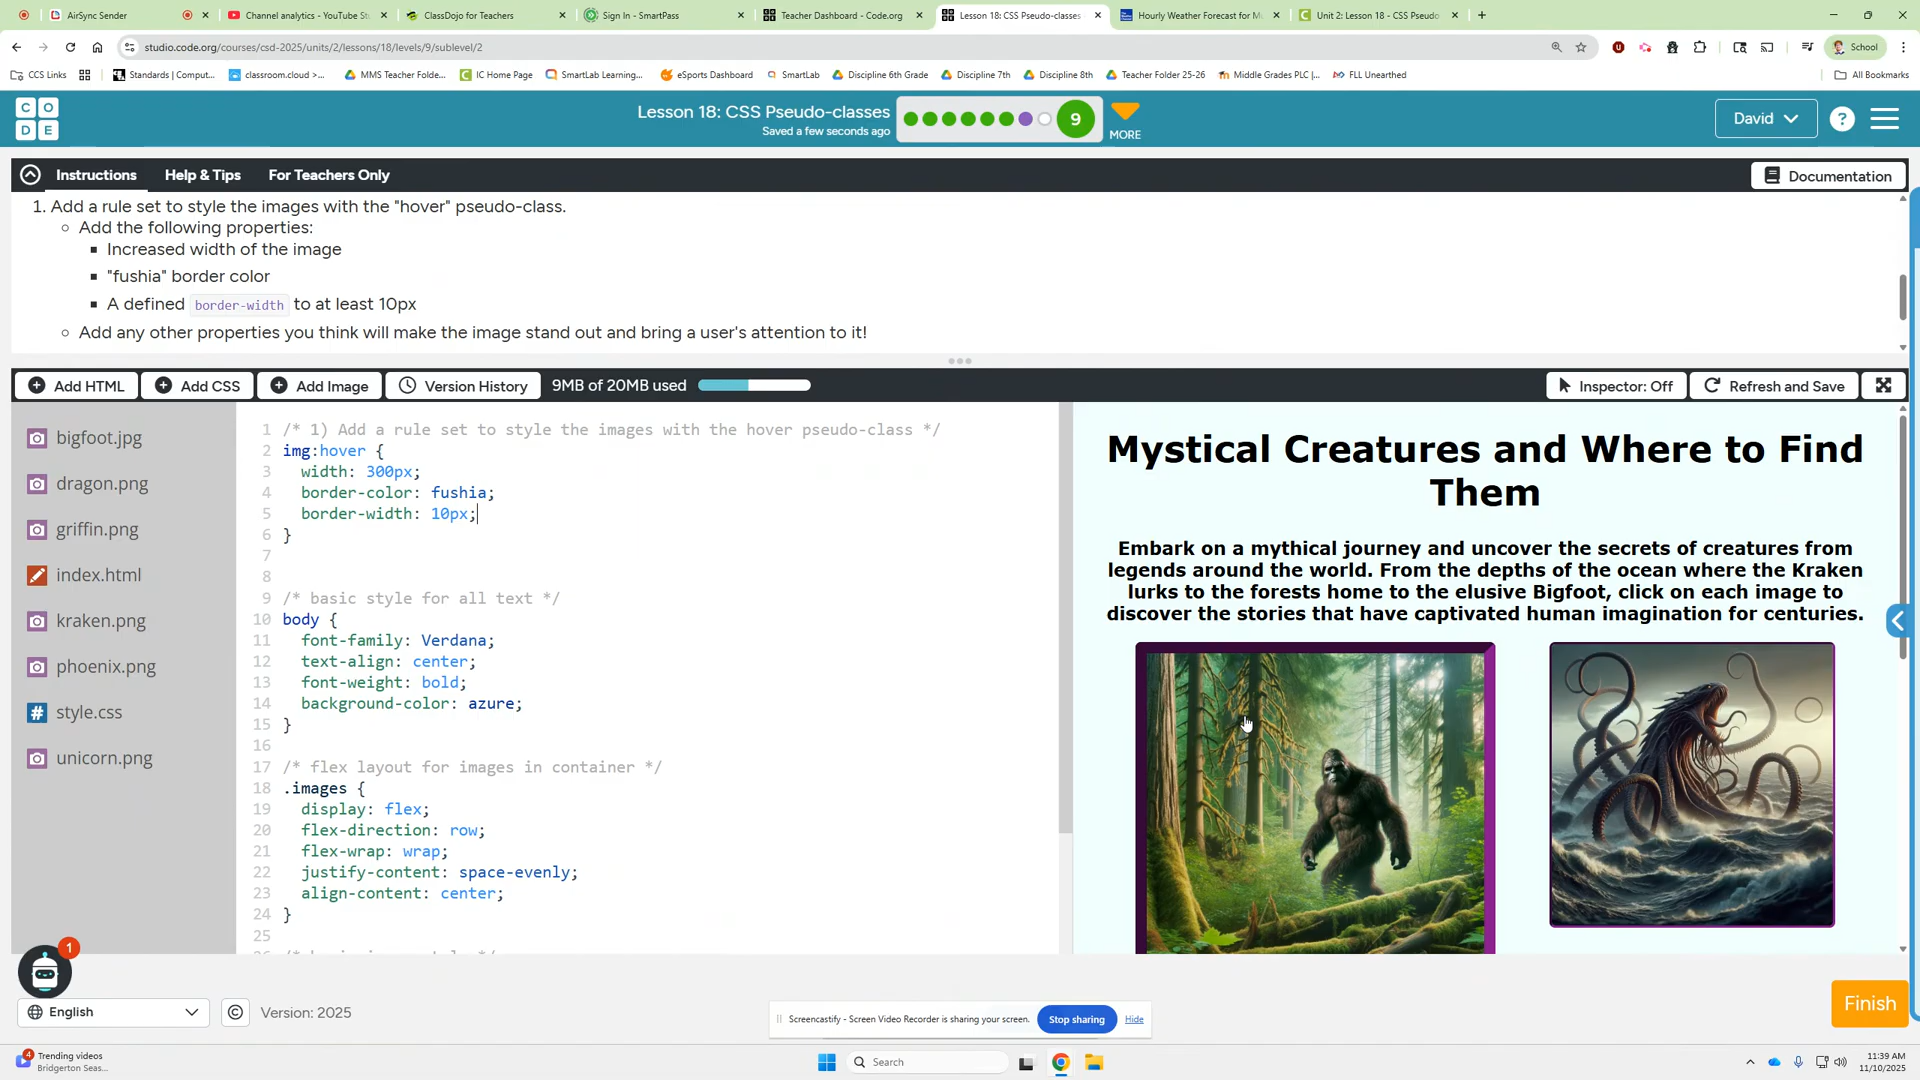 AirSync Sender
Channel analytics - YouTube St
ClassDojo for Teachers
Sign In - SmartPass
Teacher Dashboard - Code.org
Lesson 18: CSS Pseudo-classes
Hourly Weather Forecast for M
Unit 2: Lesson 18 - CSS Pseudo
studio.code.org/courses/csd-2025/units/2/lessons/18/levels/9/sublevel/2
School
CCS Links
Standards | Comput...
classroom.cloud >...
MMS Teacher Folde...
IC Home Page
SmartLab Learning...
eSports Dashboard
SmartLab
Discipline 6th Grade
Discipline 7th
Discipline 8th
Teacher Folder 25-26
Middle Grades PLC |...
FLL Unearthed
All Bookmarks
CODE
Lesson 18: CSS Pseudo-classes
Saved a few seconds ago
9
MORE
David
?
Instructions
Help & Tips
For Teachers Only
Documentation
1. Add a rule set to style the images with the "hover" pseudo-class.
Add the following properties:
Increased width of the image
"fushia" border color
A defined border-width to at least 10px
Add any other properties you think will make the image stand out and bring a user's attention to it!
Add HTML
Add CSS
Add Image
Version History
9MB of 20MB used
Inspector: Off
Refresh and Save
bigfoot.jpg
dragon.png
griffin.png
index.html
kraken.png
phoenix.png
style.css
unicorn.png
1 /* 1) Add a rule set to style the images with the hover pseudo-class */
2 img:hover {
3 width: 300px;
4 border-color: fushia;
5 border-width: 10px;
6 }
7
8
9 /* basic style for all text */
10 body {
11 font-family: Verdana;
12 text-align: center;
13 font-weight: bold;
14 background-color: azure;
15 }
16
17 /* flex layout for images in container */
18 .images {
19 display: flex;
20 flex-direction: row;
21 flex-wrap: wrap;
22 justify-content: space-evenly;
23 align-content: center;
24 }
25
Mystical Creatures and Where to Find
Them
Embark on a mythical journey and uncover the secrets of creatures from
legends around the world. From the depths of the ocean where the Kraken
lurks to the forests home to the elusive Bigfoot, click on each image to
discover the stories that have captivated human imagination for centuries.
1
English
Version: 2025
Finish
Screencastify - Screen Video Recorder is sharing your screen.
Stop sharing
Hide
4
Trending videos
Bridgerton Seas...
Search
11:39 AM
11/10/2025